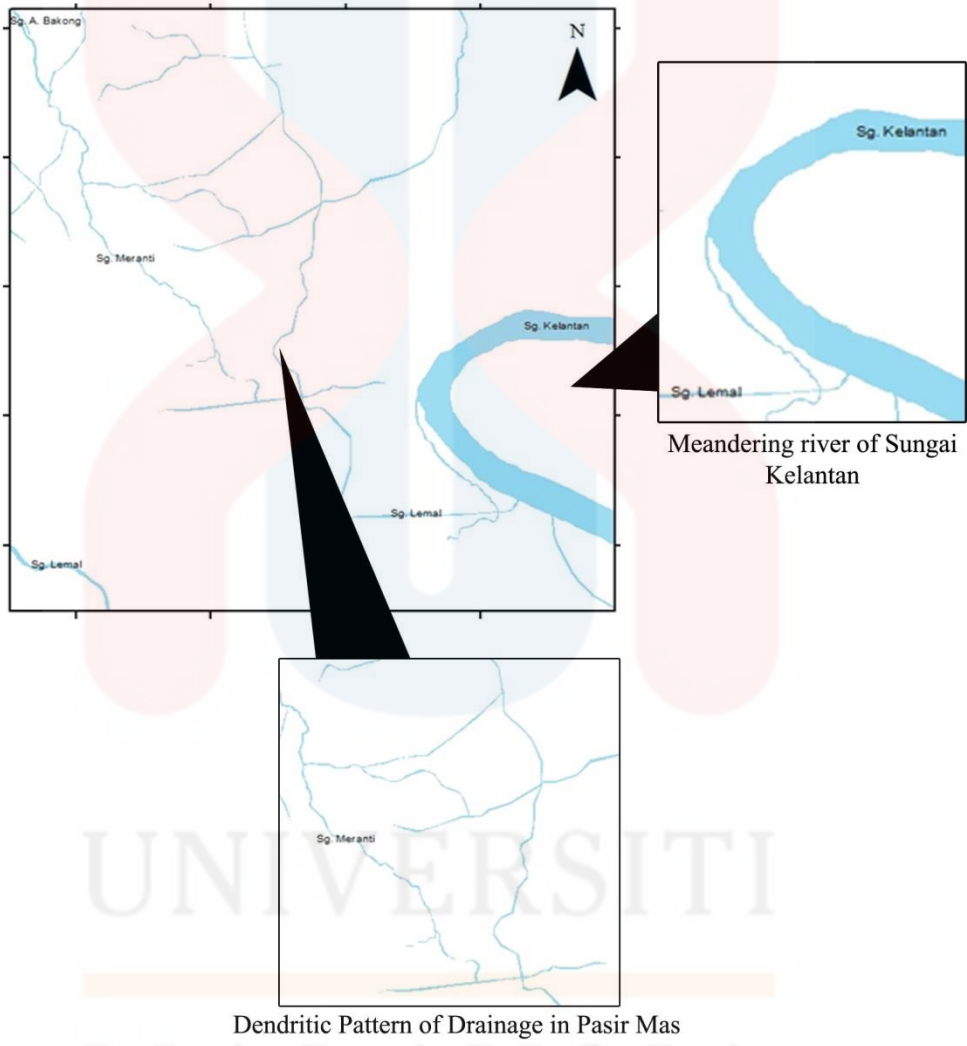 Sg. A. Bakong
N
Sg. Kelantan
Sg. Meranti
Sg. Kelantan
Sg. Lemal
Meandering river of Sungai
Kelantan
Sg. Lemal
Sg. Lemal
Sg. Meranti
UNIVERSITI
Dendritic Pattern of Drainage in Pasir Mas